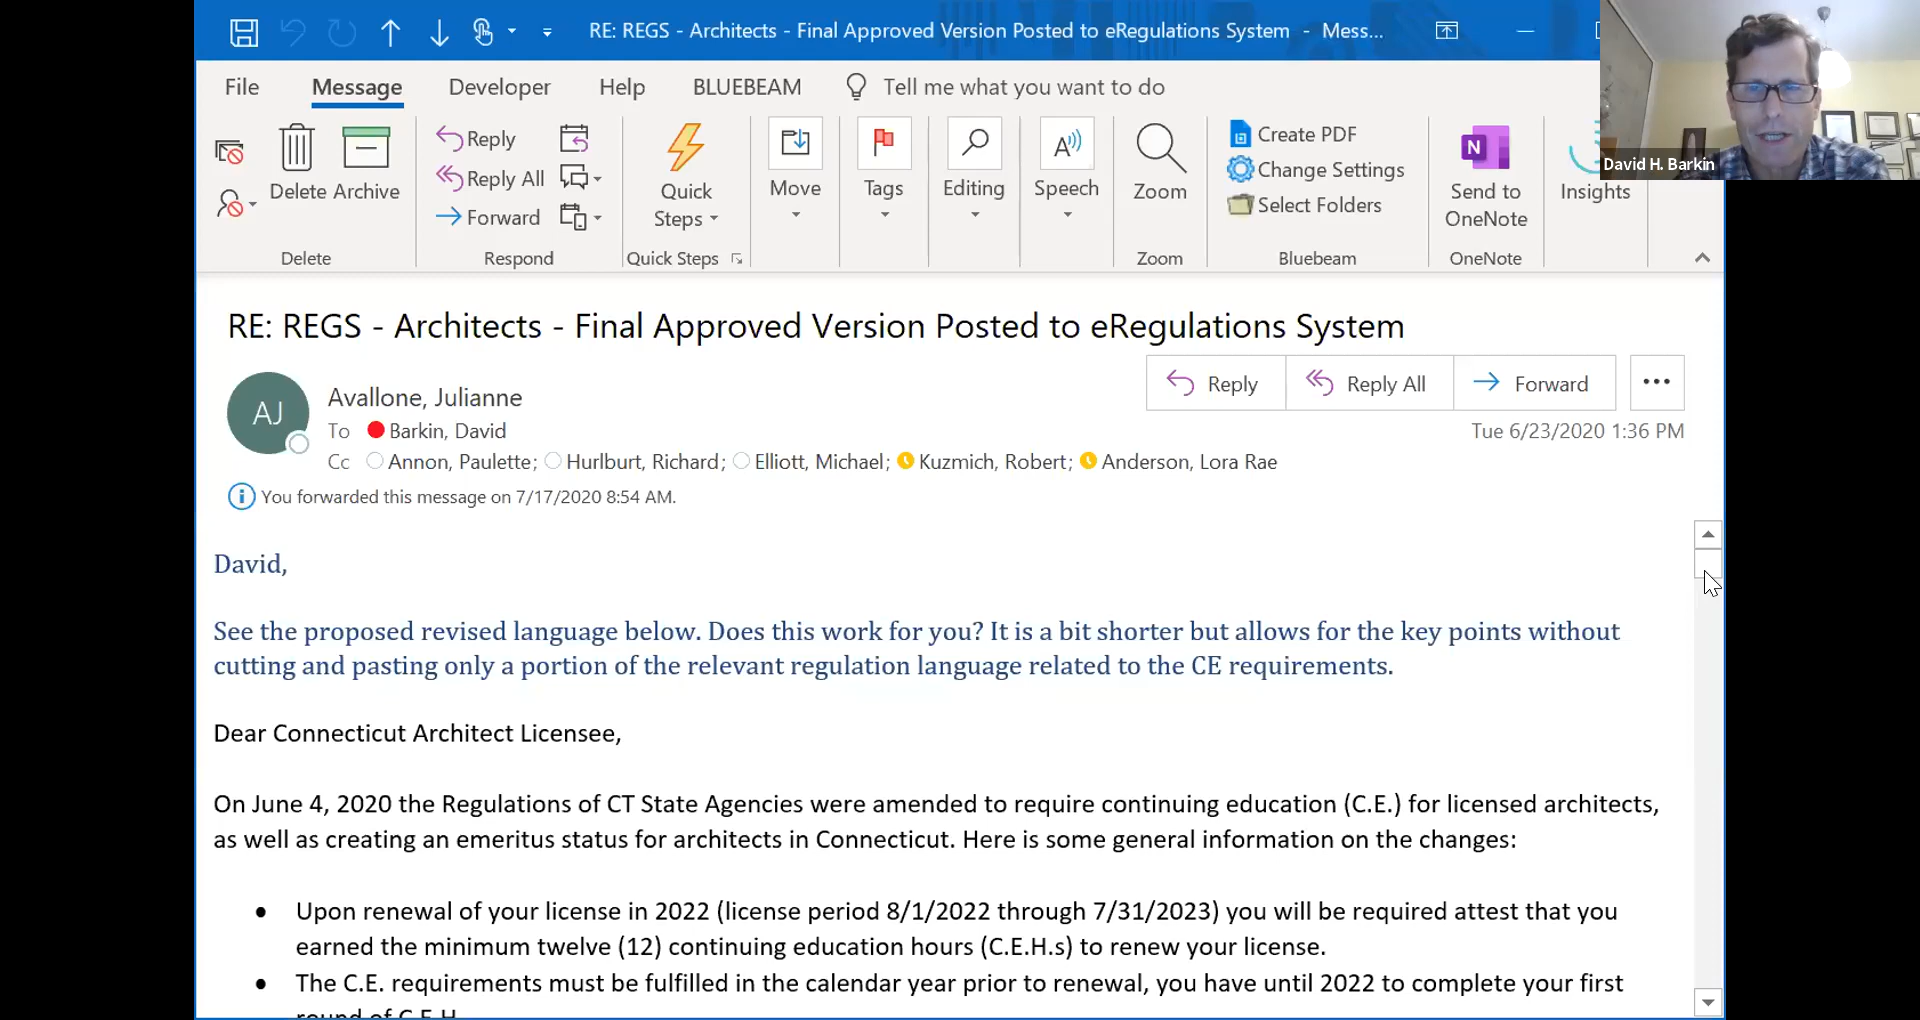 RE: REGS - Architects - Final Approved Version Posted to eRegulations System - Mess...
File Message Developer Help BLUEBEAM Tell me what you want to do
David H. Barkin
Delete Archive
Delete
Reply
Reply All
Forward
Respond
Quick
Steps
Quick Steps
Move
Tags
Editing
Speech
Zoom
Zoom
Create PDF
Change Settings
Select Folders
Bluebeam
N
Send to
OneNote
OneNote
Insights
RE: REGS - Architects - Final Approved Version Posted to eRegulations System
Reply Reply All Forward
AJ
Avallone, Julianne
To Barkin, David
Tue 6/23/2020 1:36 PM
Cc Annon, Paulette; Hurlburt, Richard; Elliott, Michael; Kuzmich, Robert; Anderson, Lora Rae
You forwarded this message on 7/17/2020 8:54 AM.
David,
See the proposed revised language below. Does this work for you? It is a bit shorter but allows for the key points without
cutting and pasting only a portion of the relevant regulation language related to the CE requirements.
Dear Connecticut Architect Licensee,
On June 4, 2020 the Regulations of CT State Agencies were amended to require continuing education (C.E.) for licensed architects,
as well as creating an emeritus status for architects in Connecticut. Here is some general information on the changes:
• Upon renewal of your license in 2022 (license period 8/1/2022 through 7/31/2023) you will be required attest that you
earned the minimum twelve (12) continuing education hours (C.E.H.s) to renew your license.
• The C.E. requirements must be fulfilled in the calendar year prior to renewal, you have until 2022 to complete your first
round of C.E.H.